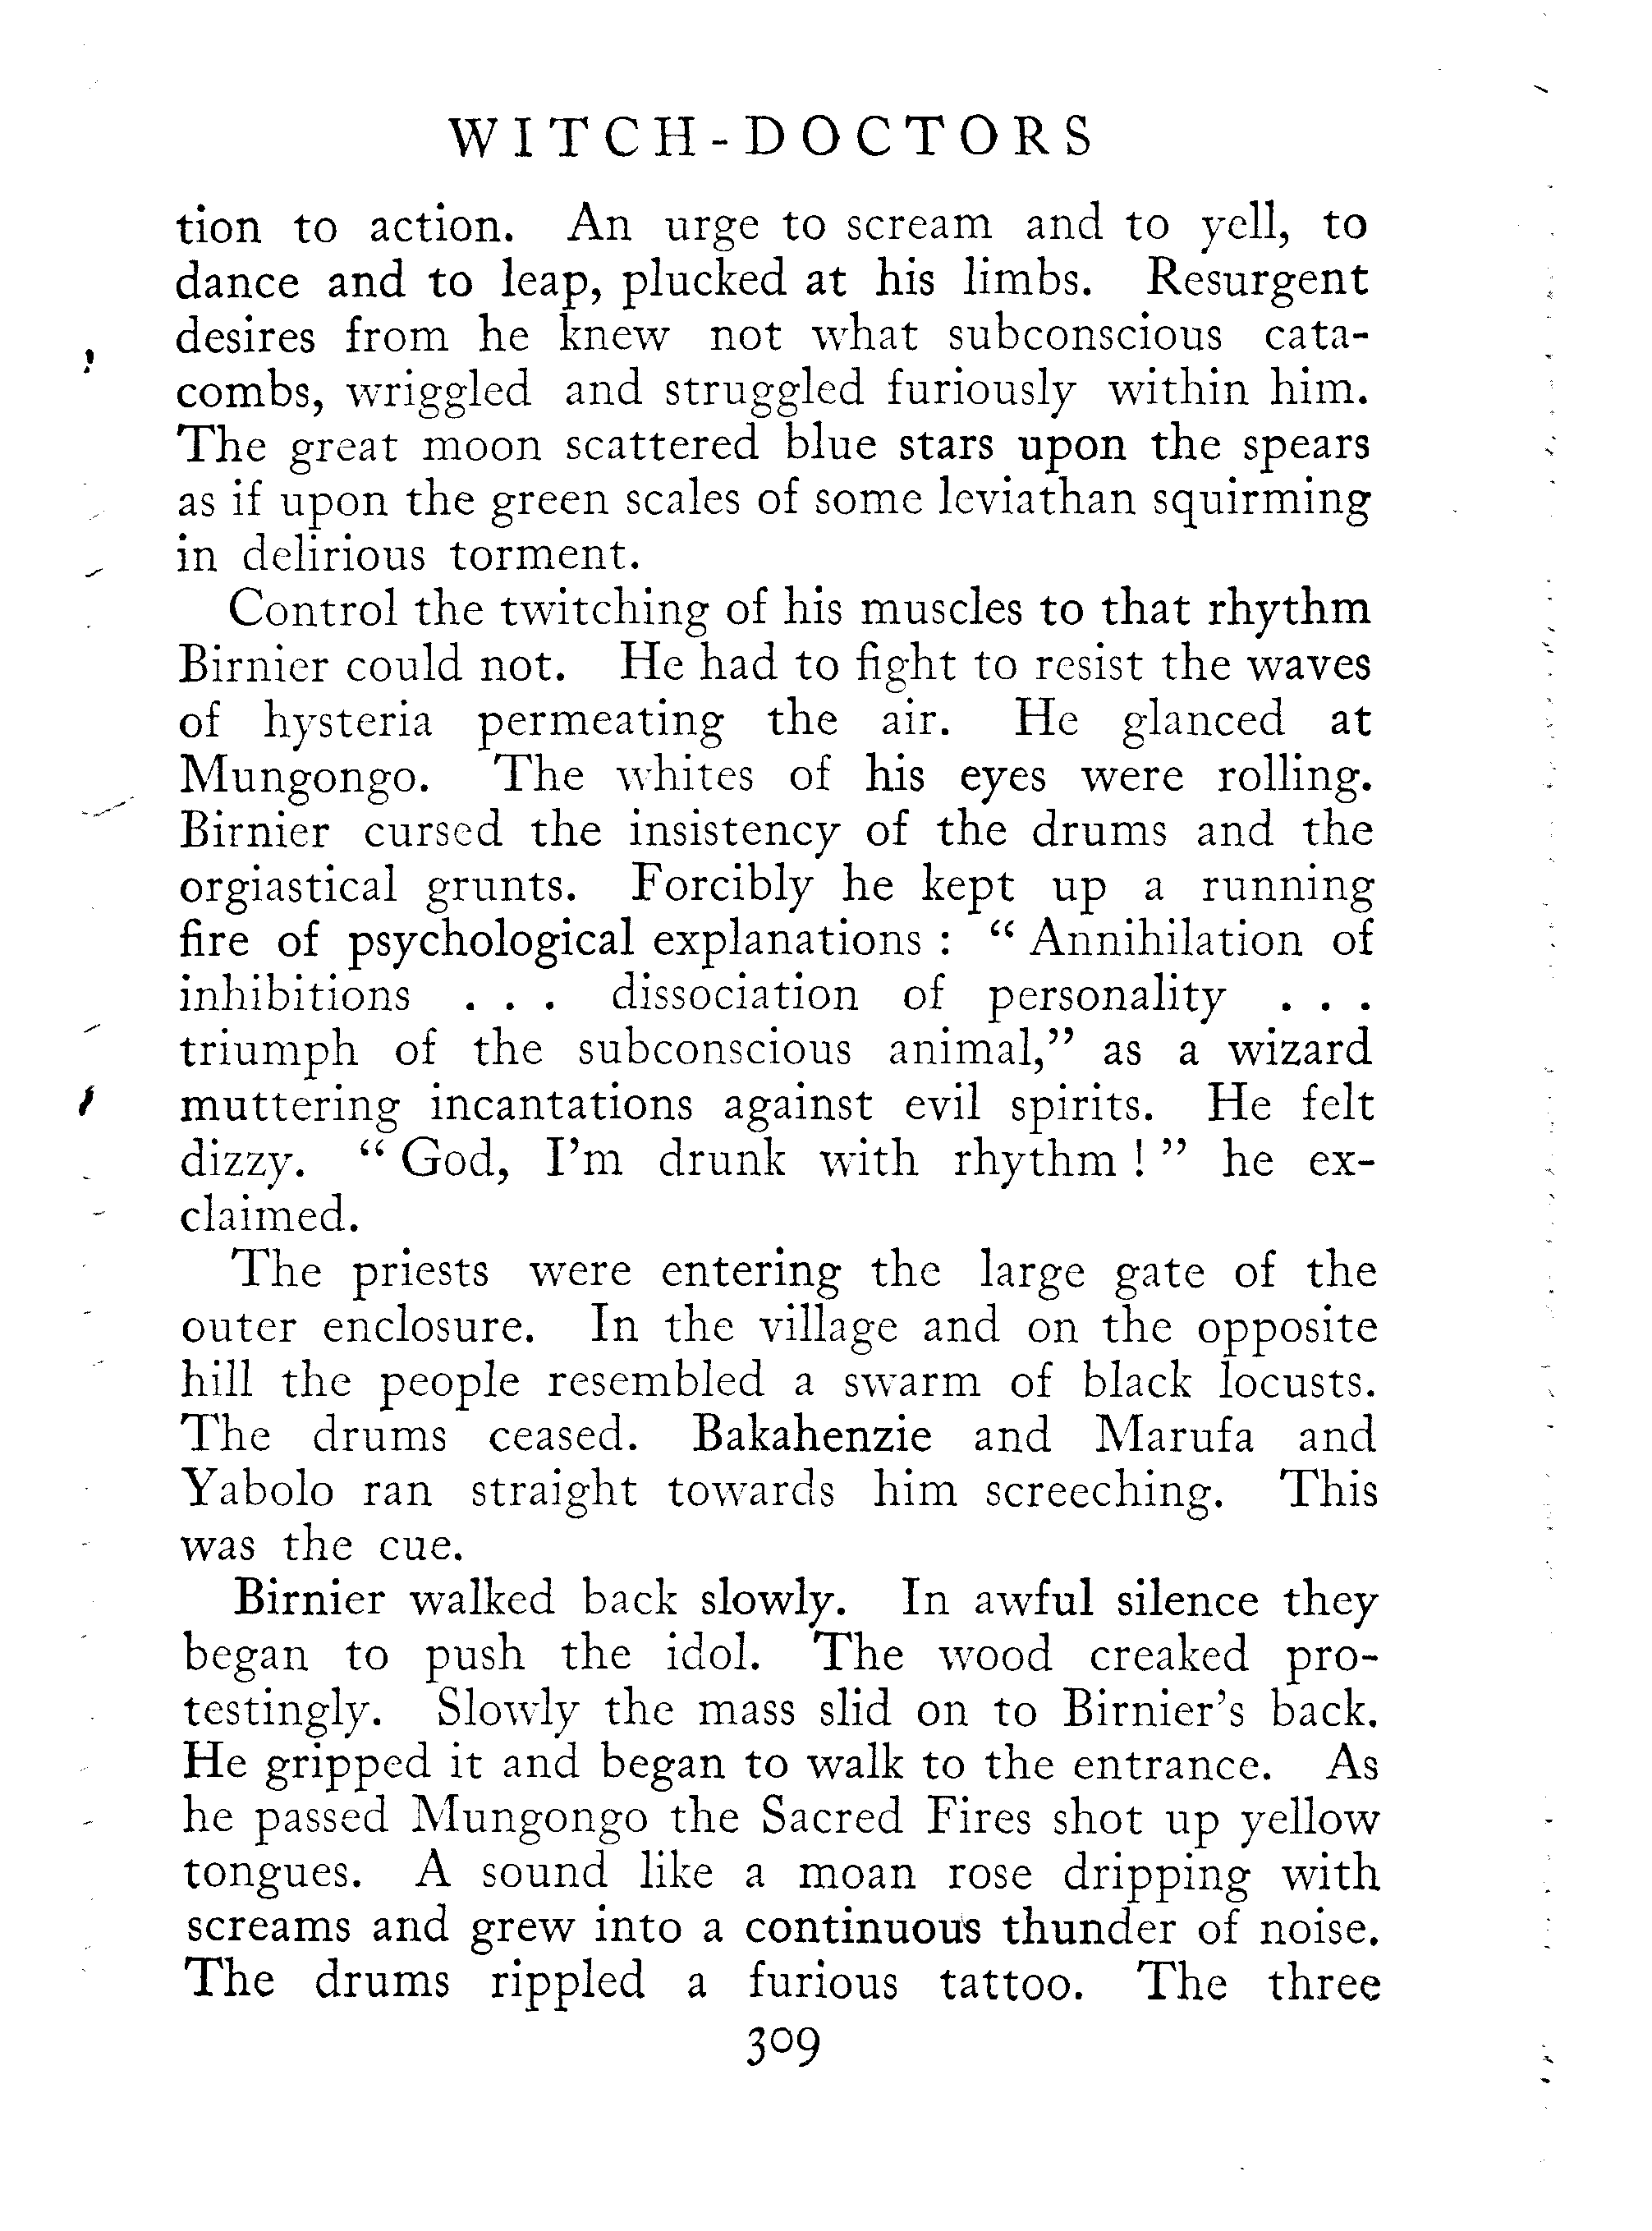 WITCH-DOCTORS
tion to action. An urge to scream and to yell, to
dance and to leap, plucked at his limbs. Resurgent
desires from he knew not what subconscious cata-
combs, wriggled and struggled furiously within him.
The great moon scattered blue stars upon the spears
as if upon the green scales of some leviathan squirming
in delirious torment.
Control the twitching of his muscles to that rhythm
Birnier could not. He had to fight to resist the waves
of hysteria permeating the air. He glanced at
Mungongo. The whites of his eyes were rolling.
Birnier cursed the insistency of the drums and the
orgiastical grunts. Forcibly he kept up a running
fire of psychological explanations : “ Annihilation of
inhibitions . . . dissociation of personality . . .
triumph of the subconscious animal,” as a wizard
muttering incantations against evil spirits. He felt
dizzy. “ God, I’m drunk with rhythm ! ” he ex-
claimed.
The priests were entering the large gate of the
outer enclosure. In the village and on the opposite
hill the people resembled a swarm of black locusts.
The drums ceased. Bakahenzie and Marufa and
Yabolo ran straight towards him screeching. This
was the cue.
Birnier walked back slowly. In awful silence they
began to push the idol. The wood creaked pro-
testingly. Slowly the mass slid on to Birnier’s back.
He gripped it and began to walk to the entrance. As
he passed Mungongo the Sacred Fires shot up yellow
tongues. A sound like a moan rose dripping with
screams and grew into a continuous thunder of noise.
The drums rippled a furious tattoo. The three
309